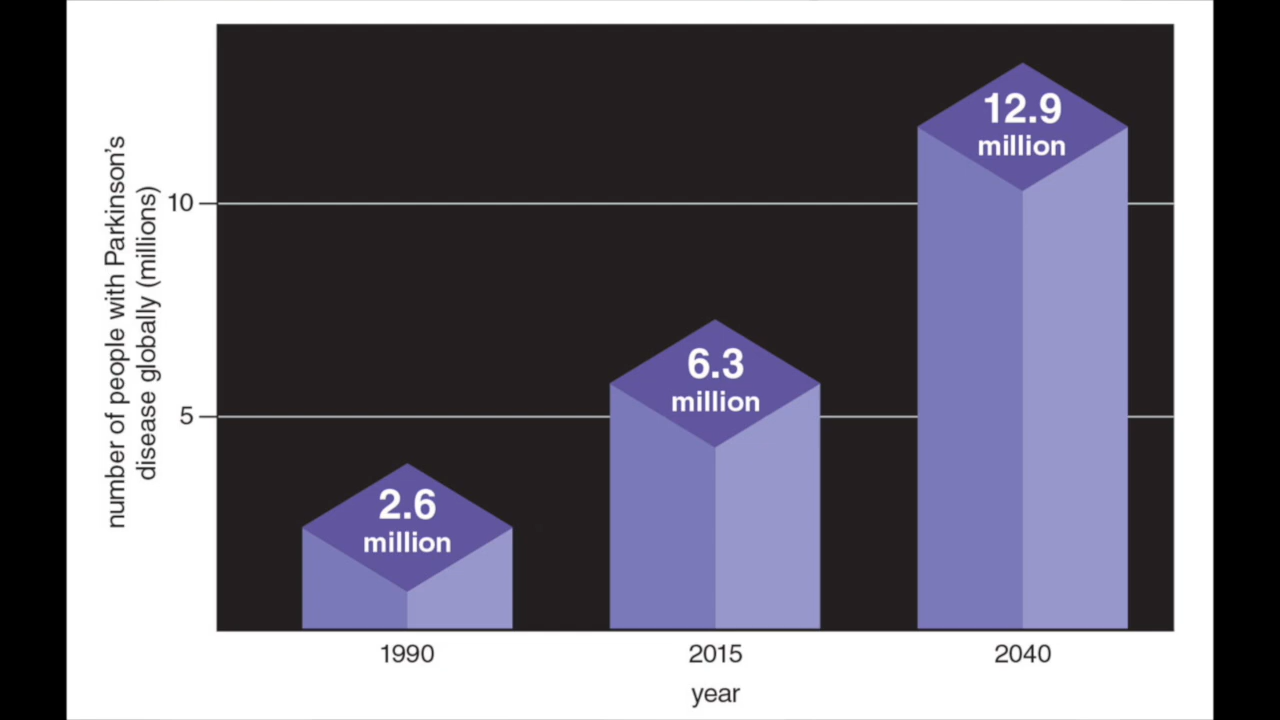 number of people with Parkinson's
disease globally (millions)
10
5
2.6
million
6.3
million
12.9
million
1990
2015
2040
year